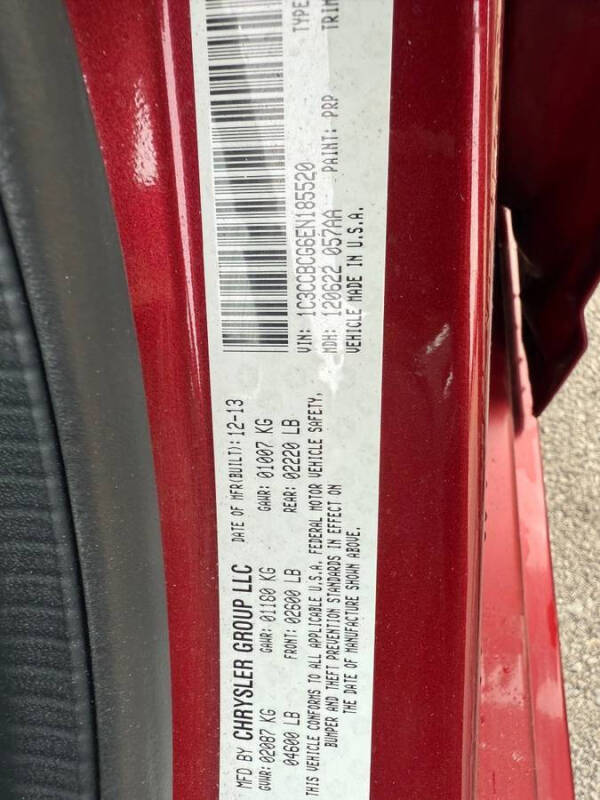 MFD BY CHRYSLER GROUP LLC DATE OF MFR(BUILT): 12-13
GVWR: 02087 KG GAWR: 01180 KG GAWR: 01007 KG
04600 LB FRONT: 02600 LB REAR: 02220 LB
THIS VEHICLE CONFORMS TO ALL APPLICABLE U.S.A. FEDERAL MOTOR VEHICLE SAFETY,
BUMPER AND THEFT PREVENTION STANDARDS IN EFFECT ON
THE DATE OF MANUFACTURE SHOWN ABOVE.
VIN: 1C3CCBCG6EN185520 TYPE
MDH: 120622 057AA PAINT: PRP TRIM
VEHICLE MADE IN U.S.A.